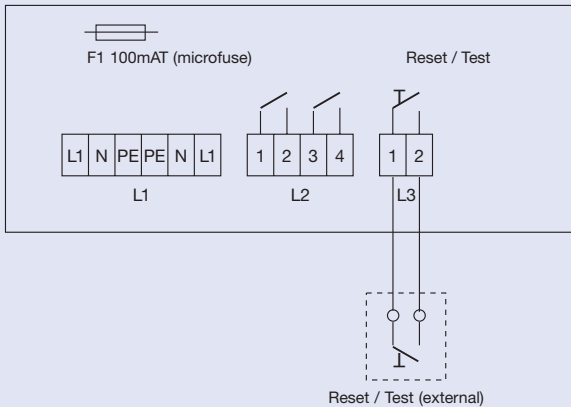 F1 100mAT (microfuse)
Reset / Test
L1 N PE PE N L1
1 2 3 4
1 2
L1
L2
L3
Reset / Test (external)